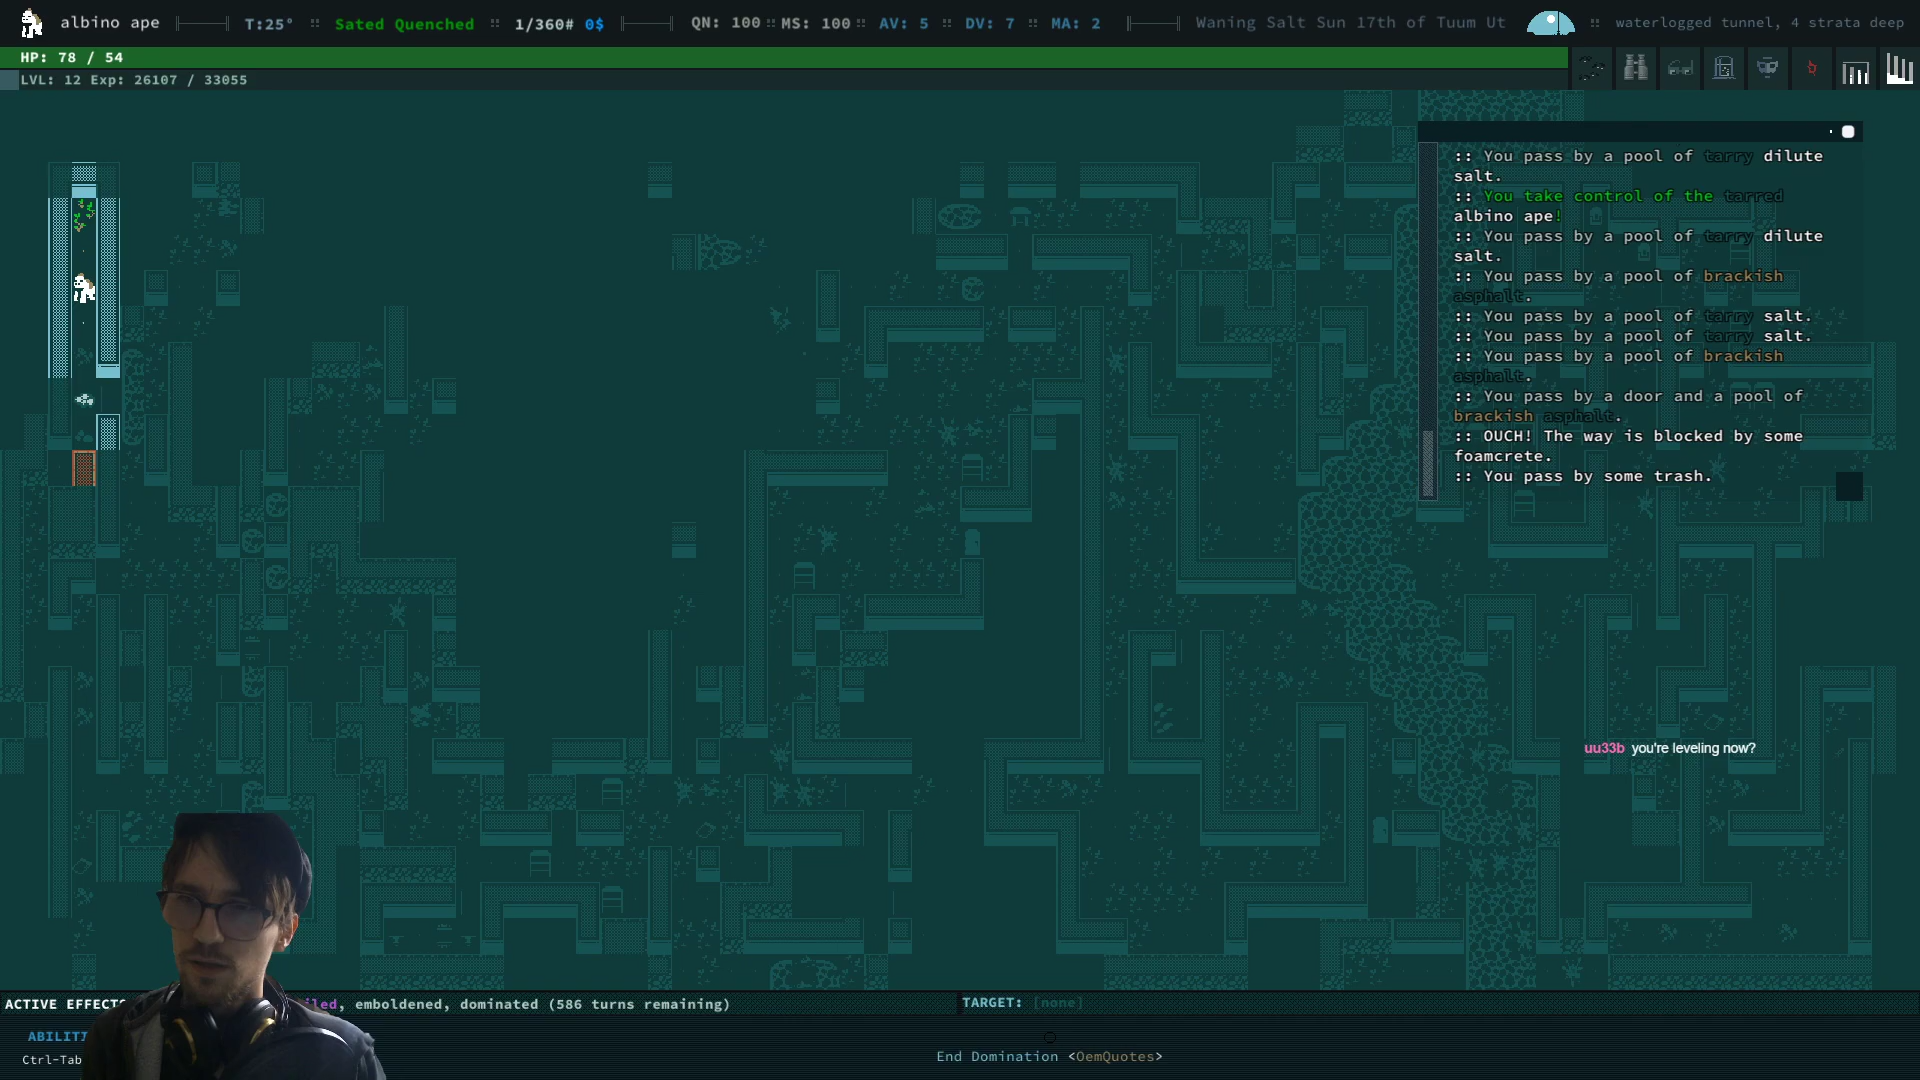 albino ape T:25° :: Sated Quenched :: 1/360# 0$ QN: 100 :: MS: 100 :: AV: 5 :: DV: 7 :: MA: 2 Waning Salt Sun 17th of Tuum Ut :: waterlogged tunnel, 4 strata deep
HP: 78 / 54
LVL: 12 Exp: 26107 / 33055
:: You pass by a pool of tarry dilute
salt.
:: You take control of the tarred
albino ape!
:: You pass by a pool of tarry dilute
salt.
:: You pass by a pool of brackish
asphalt.
:: You pass by a pool of tarry salt.
:: You pass by a pool of tarry salt.
:: You pass by a pool of brackish
asphalt.
:: You pass by a door and a pool of
brackish asphalt.
:: OUCH! The way is blocked by some
foamcrete.
:: You pass by some trash.
uu33b you're leveling now?
ACTIVE EFFECTS emboldened, dominated (586 turns remaining) TARGET: [none]
ABILITI
Ctrl-Tab End Domination <OemQuotes>